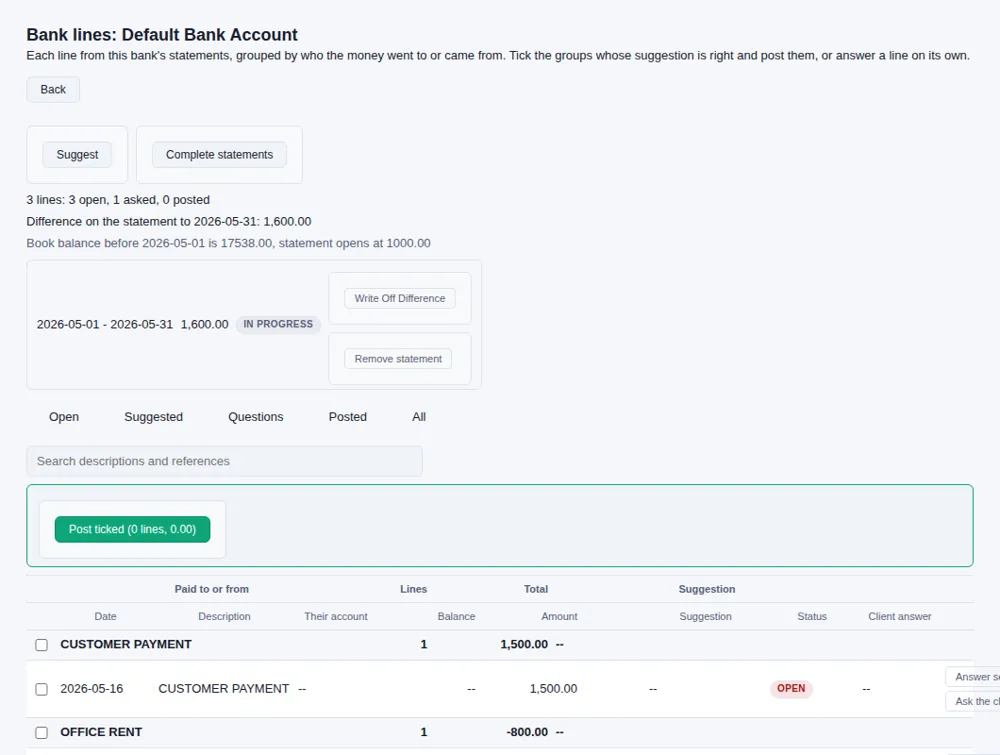 Bank lines: Default Bank Account
Each line from this bank's statements, grouped by who the money went to or came from. Tick the groups whose suggestion is right and post them, or answer a line on its own.
Back
Suggest Complete statements
3 lines: 3 open, 1 asked, 0 posted
Difference on the statement to 2026-05-31: 1,600.00
Book balance before 2026-05-01 is 17538.00, statement opens at 1000.00
Write Off Difference
2026-05-01 - 2026-05-31 1,600.00 IN PROGRESS
Remove statement
Open Suggested Questions Posted All
Search descriptions and references
Post ticked (0 lines, 0.00)
Paid to or from Lines Total Suggestion
Date Description Their account Balance Amount Suggestion Status Client answer
CUSTOMER PAYMENT 1 1,500.00 --
Answer
2026-05-16 CUSTOMER PAYMENT -- -- 1,500.00 -- OPEN --
Ask the
OFFICE RENT 1 -800.00 --